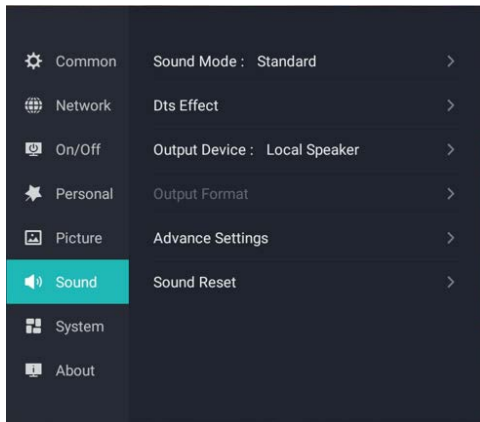 Common
Network
On/Off
Personal
Picture
Sound
System
About
Sound Mode : Standard
Dts Effect
Output Device : Local Speaker
Output Format
Advance Settings
Sound Reset